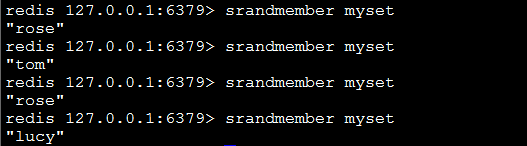 redis 127.0.0.1:6379> srandmember myset
"rose"
redis 127.0.0.1:6379> srandmember myset
"tom"
redis 127.0.0.1:6379> srandmember myset
"rose"
redis 127.0.0.1:6379> srandmember myset
"lucy"